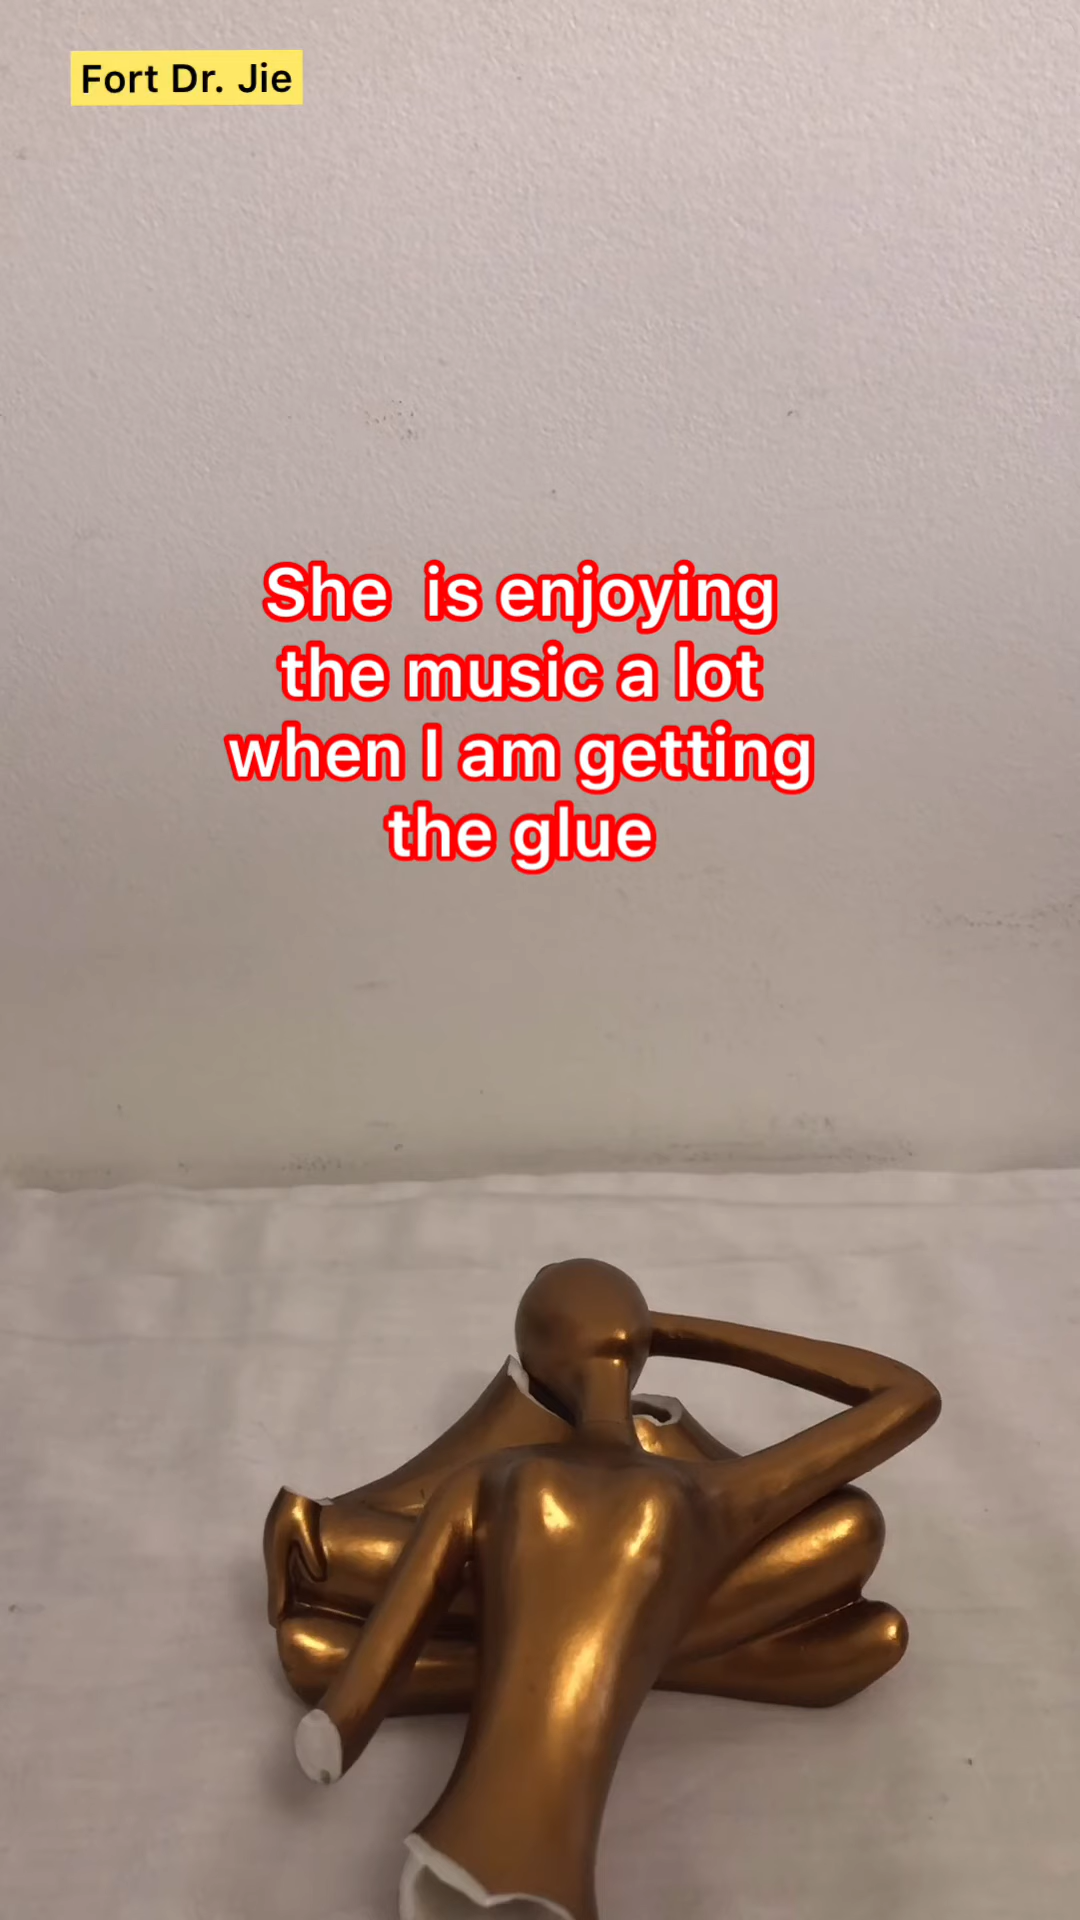 Fort Dr. Jie
She  is enjoying
the music a lot
when I am getting
the glue